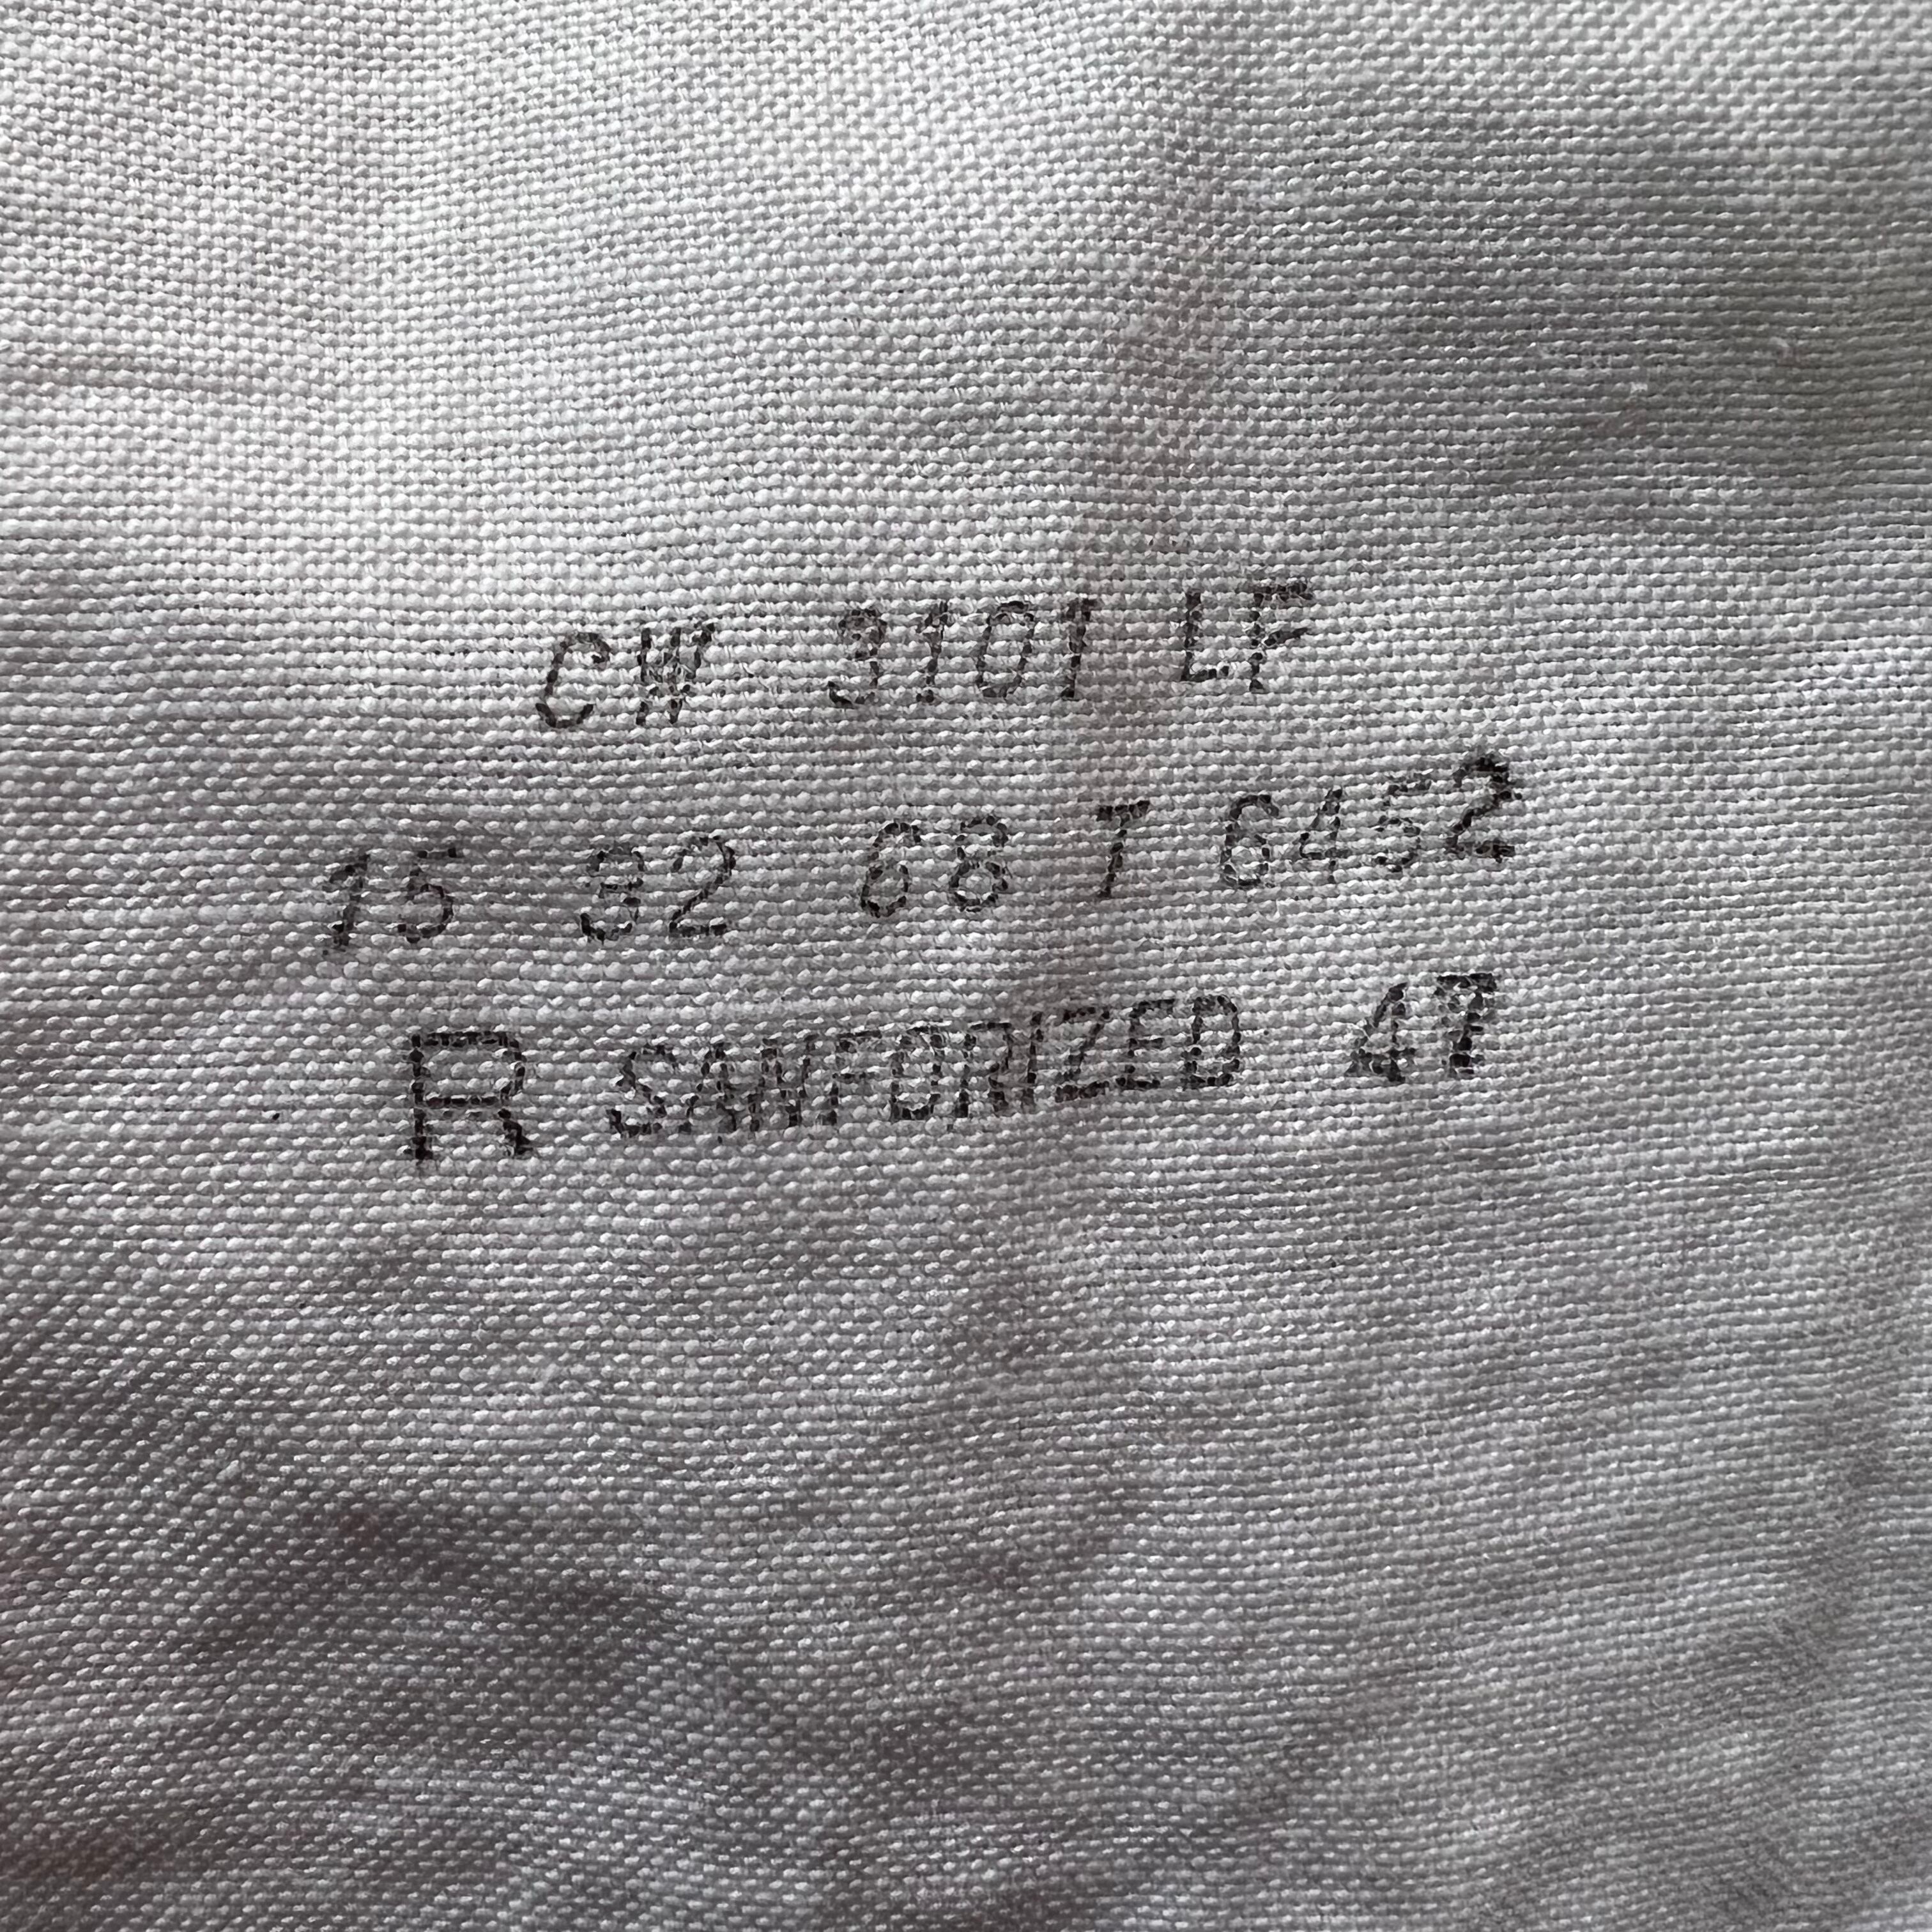 CW 3101 LF
15 32 68 T 6452
R SANFORIZED 47